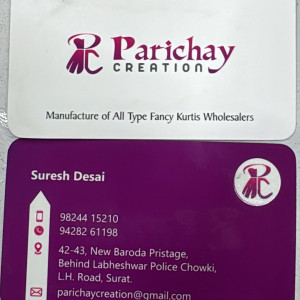 Parichay
CREATION
Manufacture of All Type Fancy Kurtis Wholesalers
Suresh Desai
98244 15210
94282 61198
42-43, New Baroda Pristage,
Behind Labheshwar Police Chowki,
L.H. Road, Surat.
parichaycreation@gmail.com